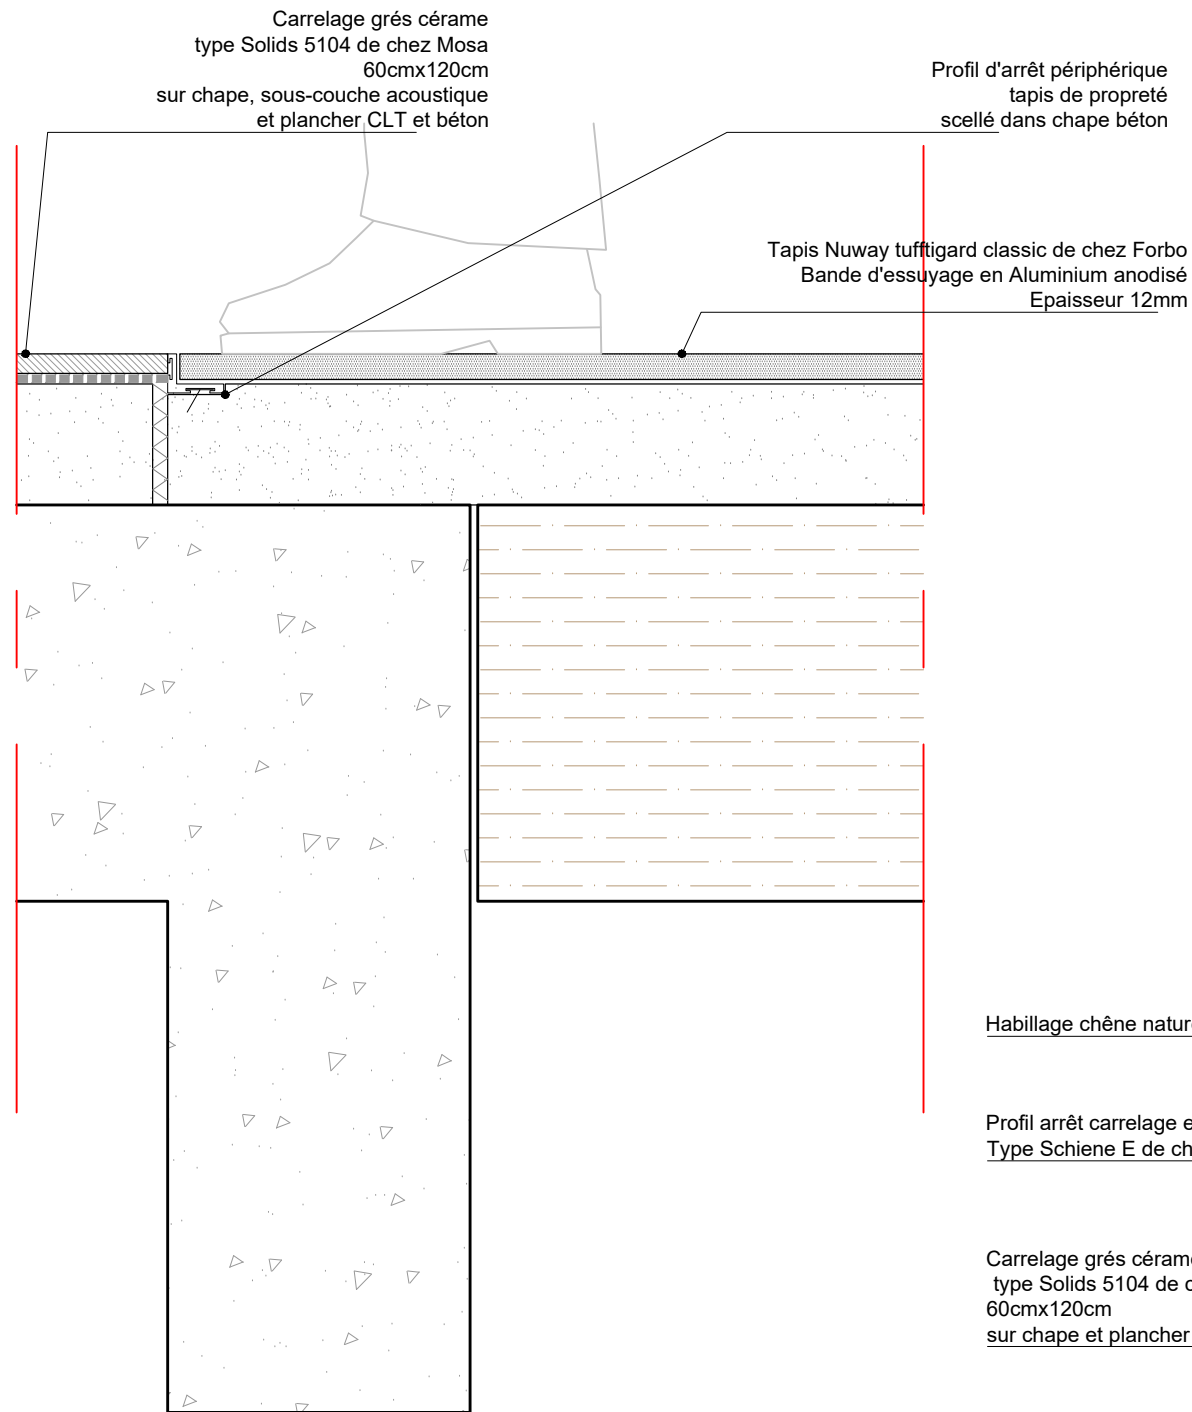 Carrelage grés cérame
type Solids 5104 de chez Mosa
60cmx120cm
sur chape, sous-couche acoustique
et plancher CLT et béton
Profil d'arrêt périphérique
tapis de propreté
scellé dans chape béton
Tapis Nuway tufftigard classic de chez Forbo
Bande d'essuyage en Aluminium anodisé
Epaisseur 12mm
Habillage chêne
Profil arrêt carrelage
Type Schiene E de
Carrelage grés
type Solids 5104 de
60cmx120cm
sur chape et plancher